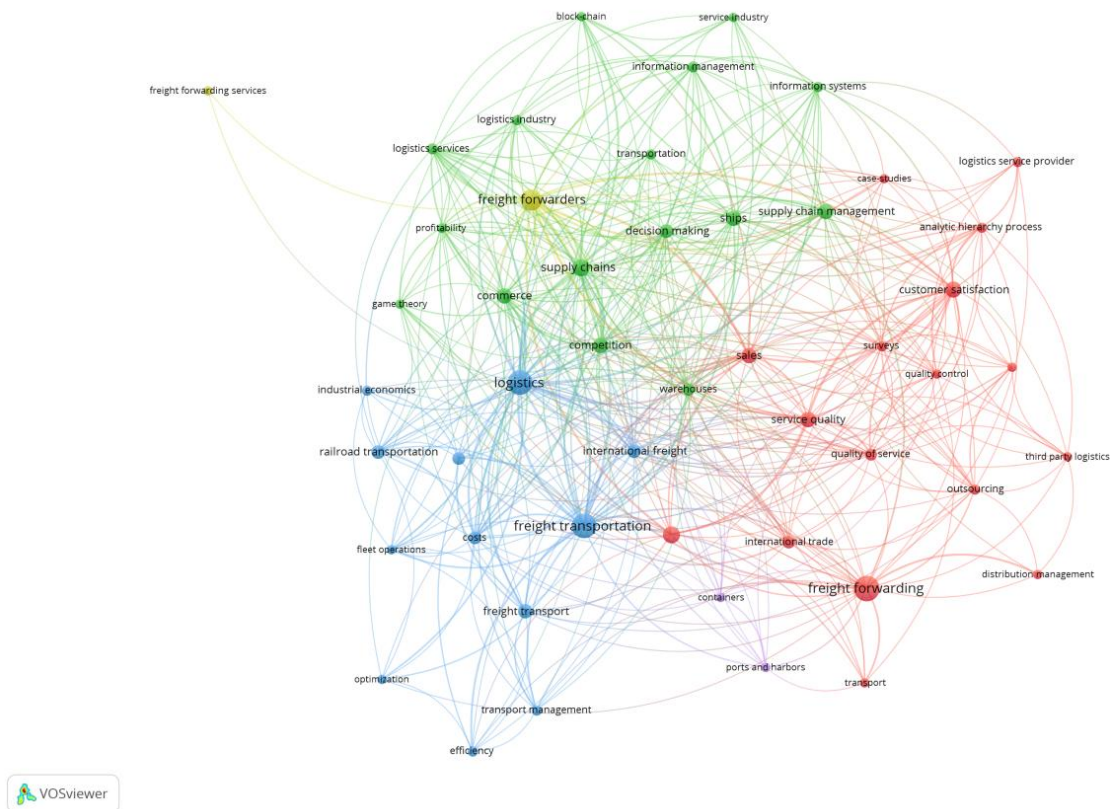 block-chain
service industry
information management
freight forwarding services
information systems
logistics industry
logistics services
transportation
logistics service provider
case-studies
freight forwarders
supply chain management
ships
profitability
decision making
analytic hierarchy process
supply chains
customer satisfaction
commerce
game theory
competition
surveys
sales
quality control
logistics
industrial economics
warehouses
service quality
railroad transportation
international freight
quality of service
third party logistics
outsourcing
freight transportation
costs
international trade
fleet operations
distribution management
freight forwarding
containers
freight transport
ports and harbors
optimization
transport
transport management
efficiency
VOSviewer